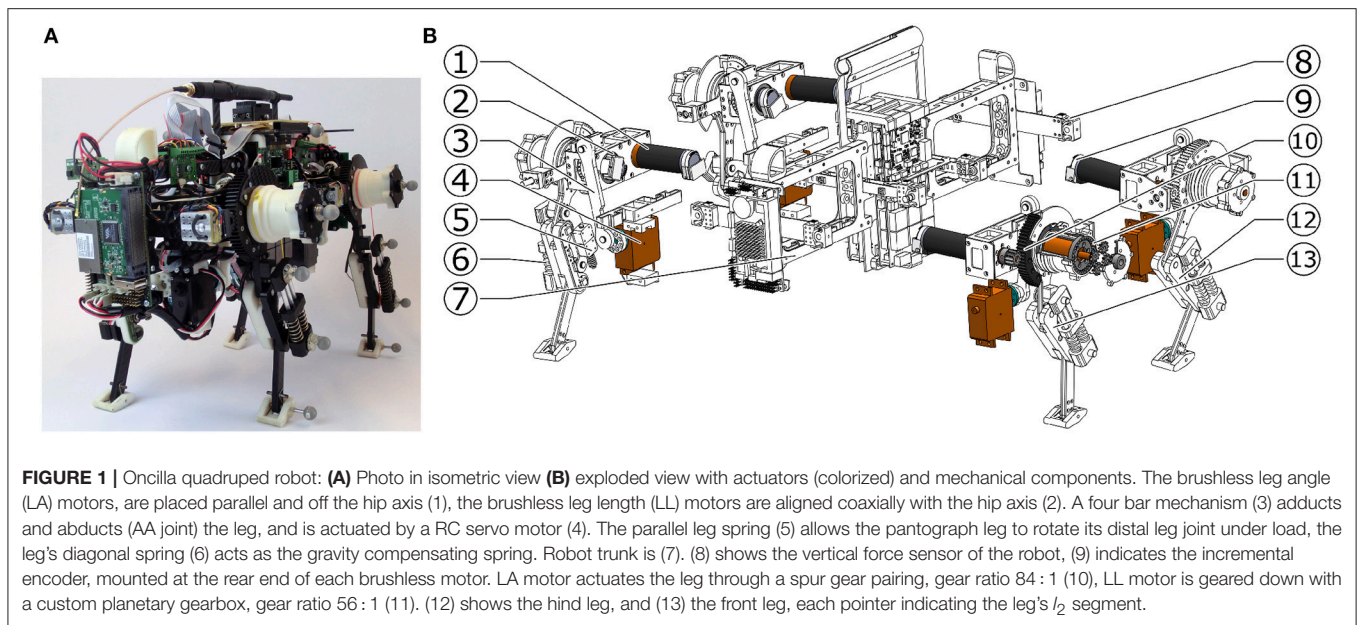 A
B
1
2
3
4
5
6
7
8
9
10
11
12
13
FIGURE 1 | Oncilla quadruped robot: (A) Photo in isometric view (B) exploded view with actuators (colorized) and mechanical components. The brushless leg angle
(LA) motors, are placed parallel and off the hip axis (1), the brushless leg length (LL) motors are aligned coaxially with the hip axis (2). A four bar mechanism (3) adducts
and abducts (AA joint) the leg, and is actuated by a RC servo motor (4). The parallel leg spring (5) allows the pantograph leg to rotate its distal leg joint under load, the
leg's diagonal spring (6) acts as the gravity compensating spring. Robot trunk is (7). (8) shows the vertical force sensor of the robot, (9) indicates the incremental
encoder, mounted at the rear end of each brushless motor. LA motor actuates the leg through a spur gear pairing, gear ratio 84 : 1 (10), LL motor is geared down with
a custom planetary gearbox, gear ratio 56 : 1 (11). (12) shows the hind leg, and (13) the front leg, each pointer indicating the leg's l2 segment.